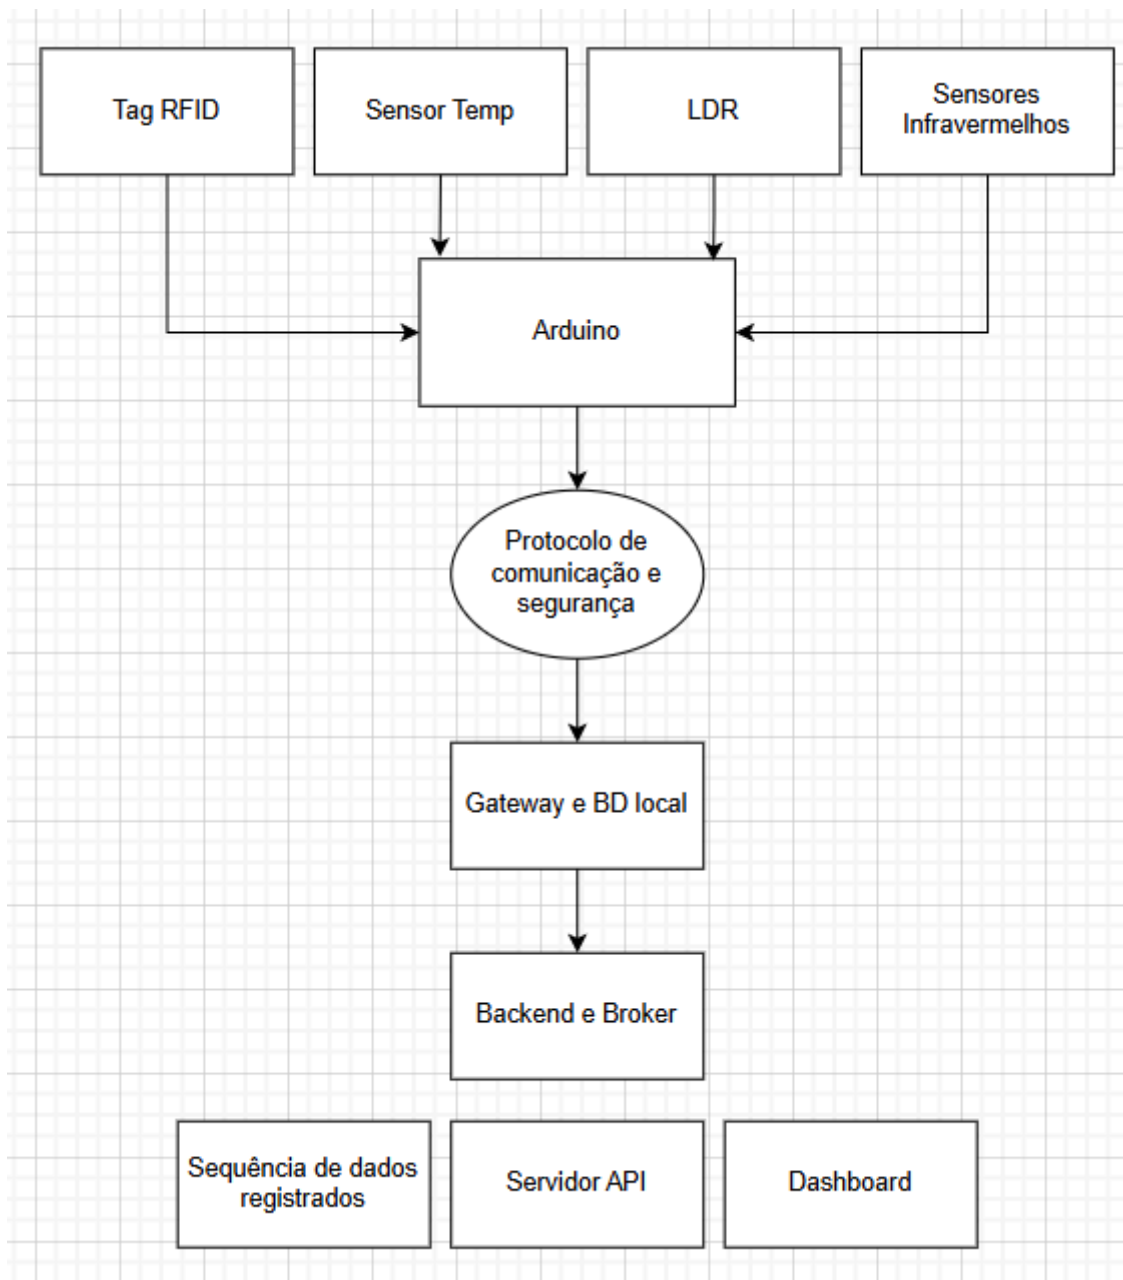 Tag RFID
Sensor Temp
LDR
Sensores
Infravermelhos
Arduino
Protocolo de
comunicação e
segurança
Gateway e BD local
Backend e Broker
Sequência de dados
registrados
Servidor API
Dashboard